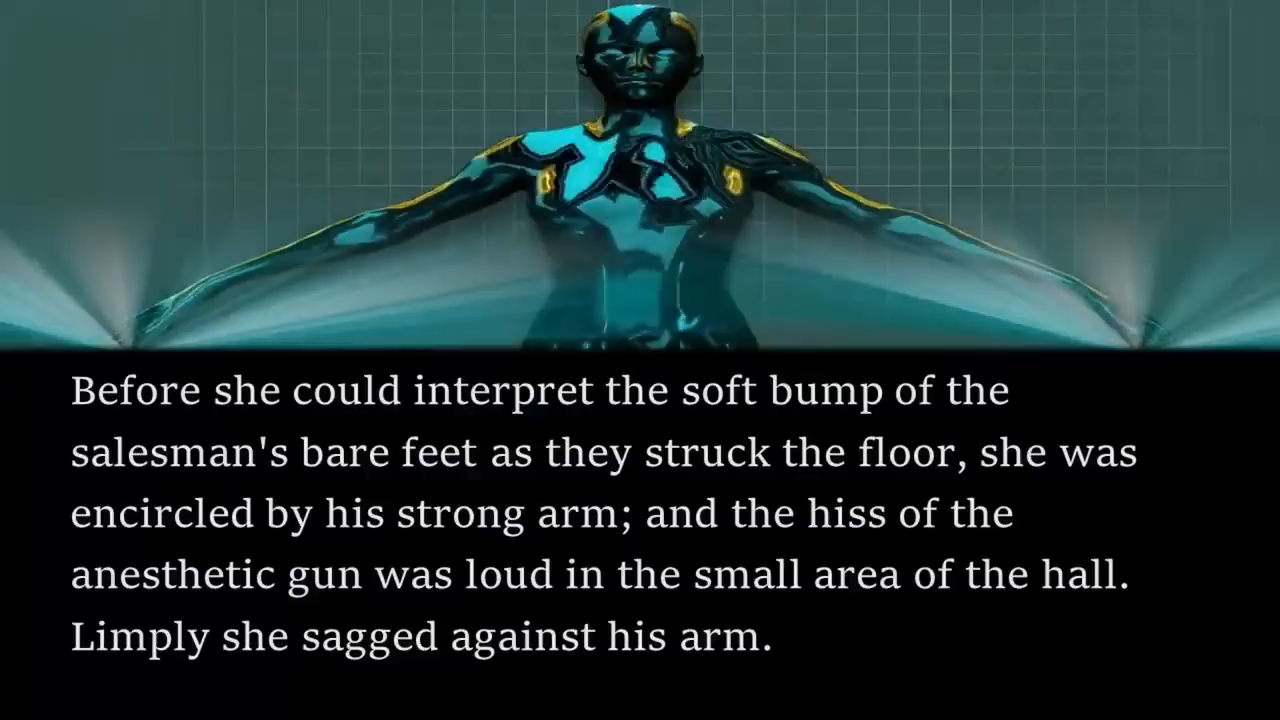 Before she could interpret the soft bump of the
salesman's bare feet as they struck the floor, she was
encircled by his strong arm; and the hiss of the
anesthetic gun was loud in the small area of the hall.
Limply she sagged against his arm.